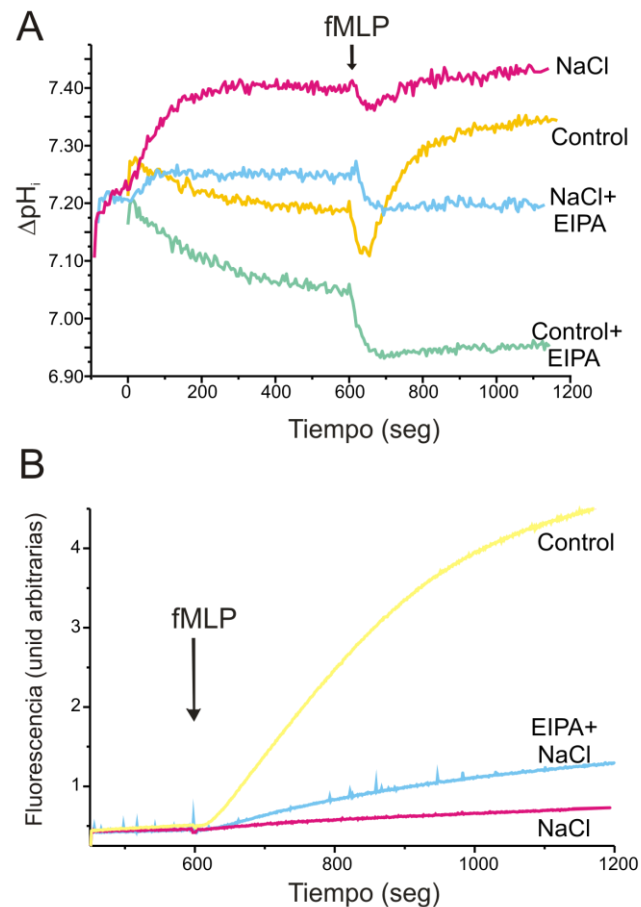 A
fMLP
7.40
7.30
7.20
7.10
7.00
6.90
ΔpHi
NaCl
Control
NaCl+
EIPA
Control+
EIPA
0
200
400
600
800
1000
1200
Tiempo (seg)
B
4
3
2
1
Fluorescencia (unid arbitrarias)
fMLP
Control
EIPA+
NaCl
NaCl
600
800
1000
1200
Tiempo (seg)